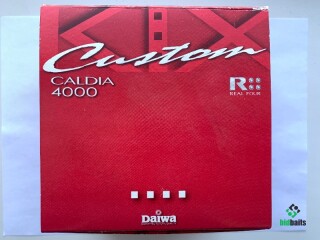 Custom
CALDIA
4000
R
REAL FOUR
Daiwa
bidbaits